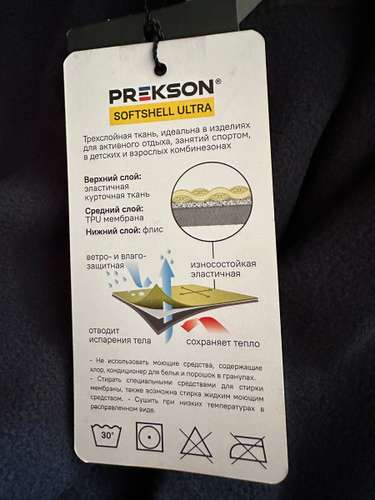 PREKSON®
SOFTSHELL ULTRA
Трехслойная ткань, идеальна в изделиях
для активного отдыха, занятий спортом,
в детских и взрослых комбинезонах
Верхний слой:
эластичная
курточная ткань
Средний слой:
TPU мембрана
Нижний слой: флис
ветро- и влаго-
защитная
износостойкая
эластичная
отводит
испарения тела
сохраняет тепло
- Не использовать моющие средства, содержащие
хлор, кондиционер для белья и порошок в гранулах.
- Стирать специальными средствами для стирки
мембраны, также возможна стирка жидким моющим
средством. - Сушить при низких температурах в
расправленном виде.
30°